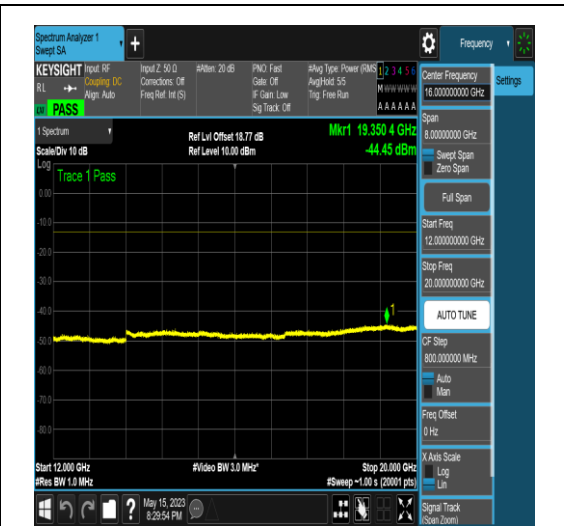 Spectrum Analyzer 1
Swept SA
+
Frequency
KEYSIGHT
RL
PASS
Input: RF
Coupling: DC
Align: Auto
Input Z: 50 Ω
Corrections: Off
Freq Ref: Int (S)
#Atten: 20 dB
PNO: Fast
Gate: Off
IF Gain: Low
Sig Track: Off
#Avg Type: Power (RMS
Avg|Hold: 5/5
Trig: Free Run
1 2 3 4 5 6
M W W W W W
A A A A A A
1 Spectrum
Scale/Div 10 dB
Ref Lvl Offset 18.77 dB
Ref Level 10.00 dBm
Mkr1 19.350 4 GHz
-44.45 dBm
Log
Trace 1 Pass
0.00
-10.0
-20.0
-30.0
-40.0
-50.0
-60.0
-70.0
-80.0
1
Start 12.000 GHz
#Res BW 1.0 MHz
#Video BW 3.0 MHz*
Stop 20.000 GHz
#Sweep ~1.00 s (20001 pts)
?
May 15, 2023
8:29:54 PM
Center Frequency
16.000000000 GHz
Settings
Span
8.00000000 GHz
Swept Span
Zero Span
Full Span
Start Freq
12.000000000 GHz
Stop Freq
20.000000000 GHz
AUTO TUNE
CF Step
800.000000 MHz
Auto
Man
Freq Offset
0 Hz
X Axis Scale
Log
Lin
Signal Track
(Span Zoom)